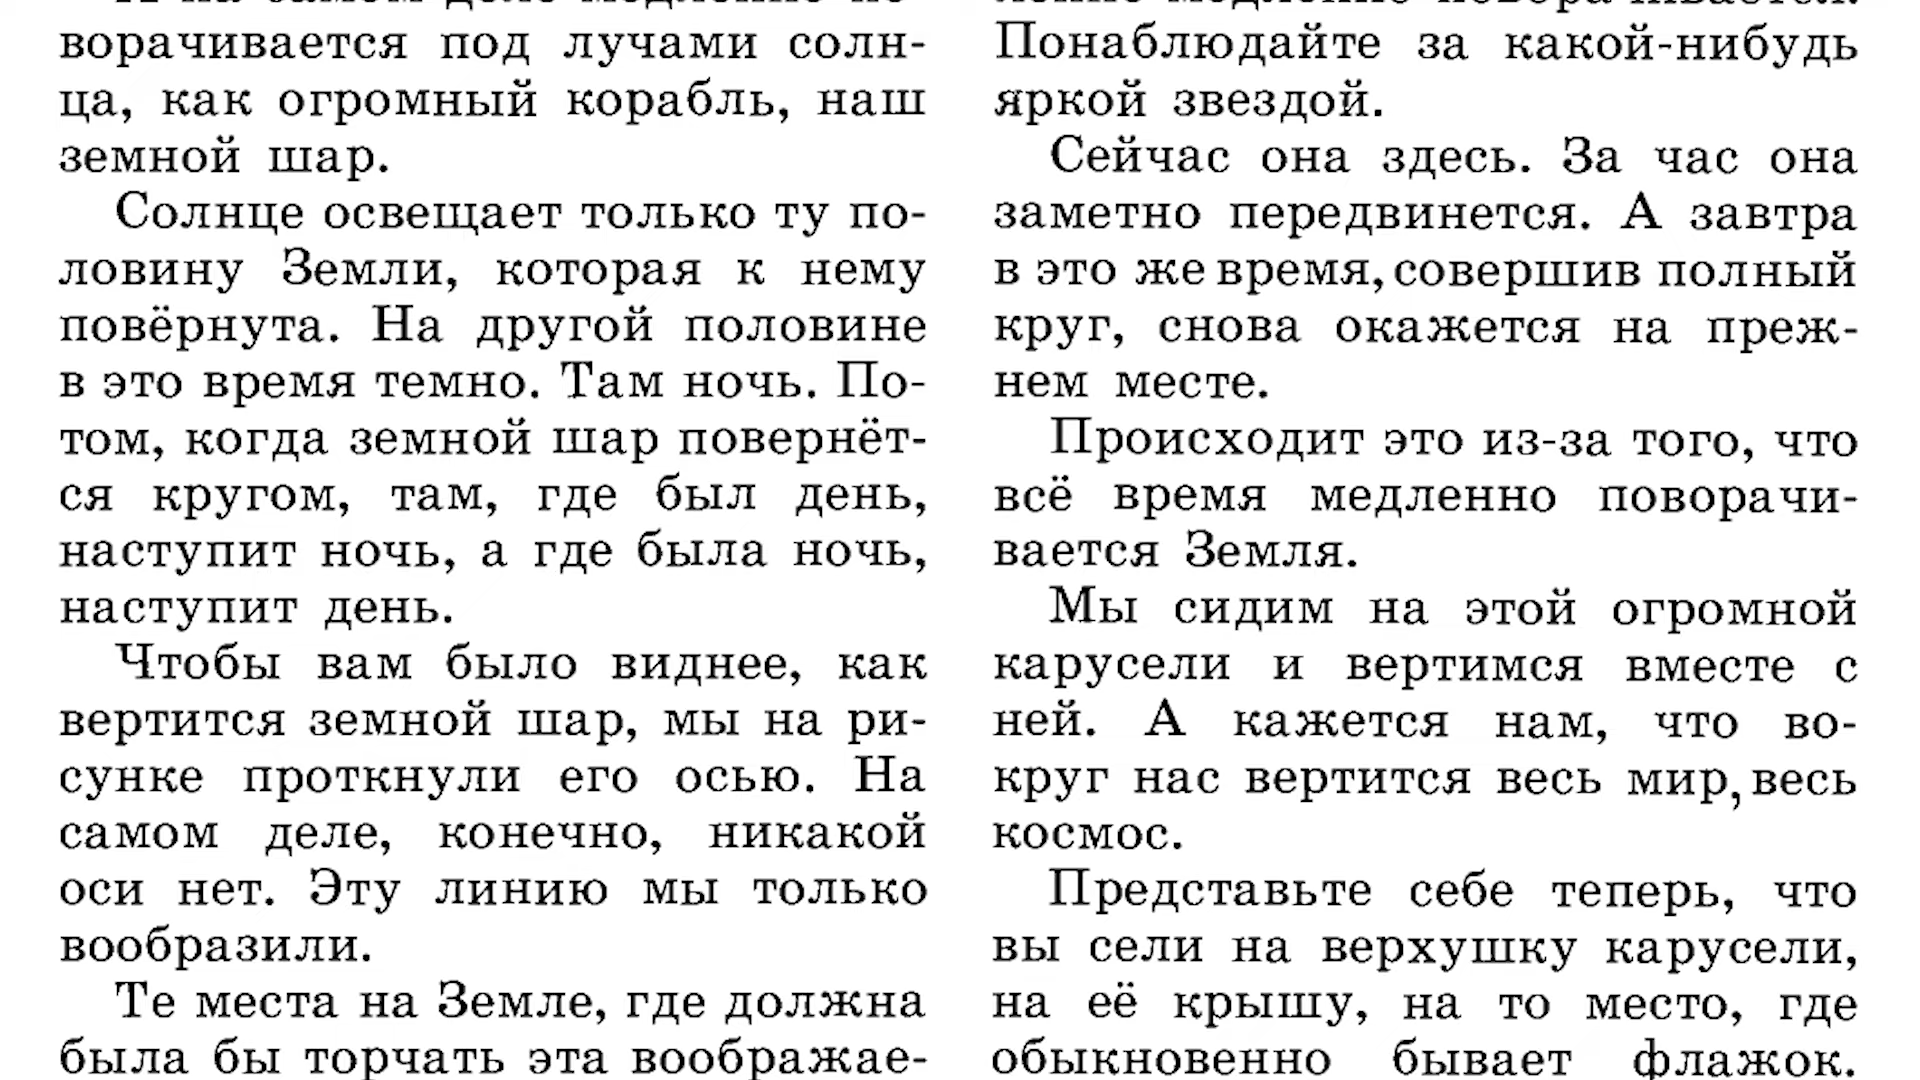 ворачивается под лучами солн-
ца, как огромный корабль, наш
земной шар.
Солнце освещает только ту по-
ловину Земли, которая к нему
повёрнута. На другой половине
в это время темно. Там ночь. По-
том, когда земной шар повернёт-
ся кругом, там, где был день,
наступит ночь, а где была ночь,
наступит день.
Чтобы вам было виднее, как
вертится земной шар, мы на ри-
сунке проткнули его осью. На
самом деле, конечно, никакой
оси нет. Эту линию мы только
вообразили.
Те места на Земле, где должна
была бы торчать эта воображае-
Понаблюдайте за какой-нибудь
яркой звездой.
Сейчас она здесь. За час она
заметно передвинется. А завтра
в это же время, совершив полный
круг, снова окажется на преж-
нем месте.
Происходит это из-за того, что
всё время медленно поворачи-
вается Земля.
Мы сидим на этой огромной
карусели и вертимся вместе с
ней. А кажется нам, что во-
круг нас вертится весь мир, весь
космос.
Представьте себе теперь, что
вы сели на верхушку карусели,
на её крышу, на то место, где
обыкновенно бывает флажок.